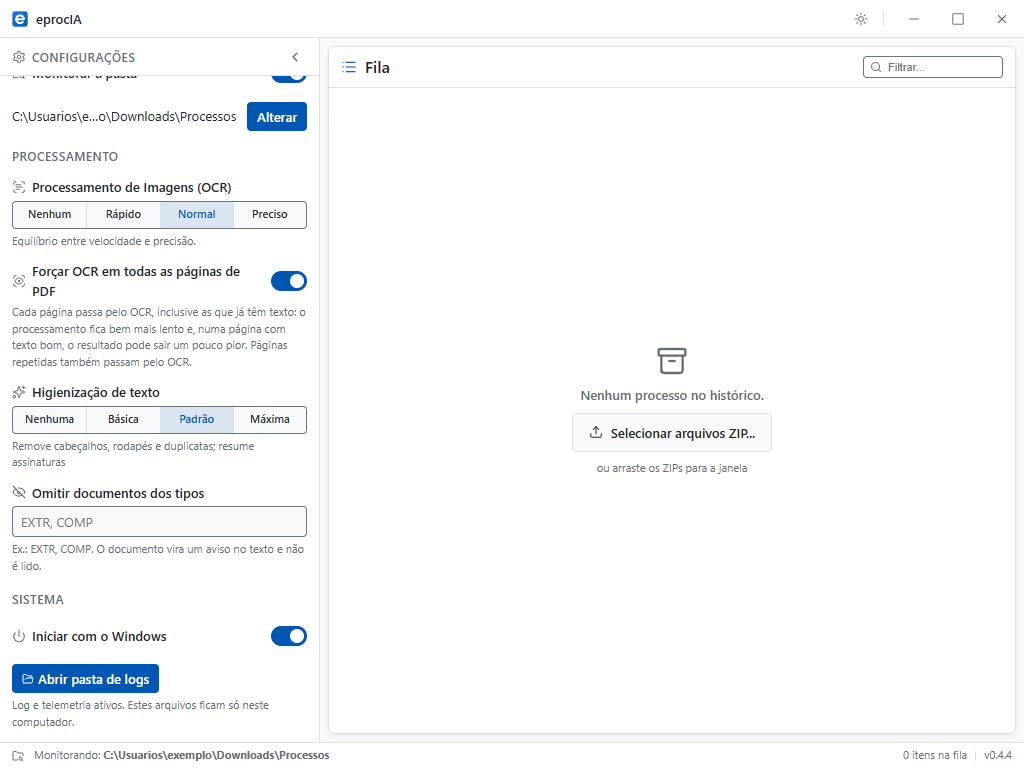 eprocIA
CONFIGURAÇÕES
Monitorar a pasta
C:\Usuarios\e...o\Downloads\Processos
Alterar
PROCESSAMENTO
Processamento de Imagens (OCR)
Nenhum Rápido Normal Preciso
Equilíbrio entre velocidade e precisão.
Forçar OCR em todas as páginas de
PDF
Cada página passa pelo OCR, inclusive as que já têm texto: o
processamento fica bem mais lento e, numa página com
texto bom, o resultado pode sair um pouco pior. Páginas
repetidas também passam pelo OCR.
Higienização de texto
Nenhuma Básica Padrão Máxima
Remove cabeçalhos, rodapés e duplicatas; resume
assinaturas
Omitir documentos dos tipos
EXTR, COMP
Ex.: EXTR, COMP. O documento vira um aviso no texto e não
é lido.
SISTEMA
Iniciar com o Windows
Abrir pasta de logs
Log e telemetria ativos. Estes arquivos ficam só neste
computador.
Fila
Filtrar...
Nenhum processo no histórico.
Selecionar arquivos ZIP...
ou arraste os ZIPs para a janela
Monitorando: C:\Usuarios\exemplo\Downloads\Processos
0 itens na fila
v0.4.4